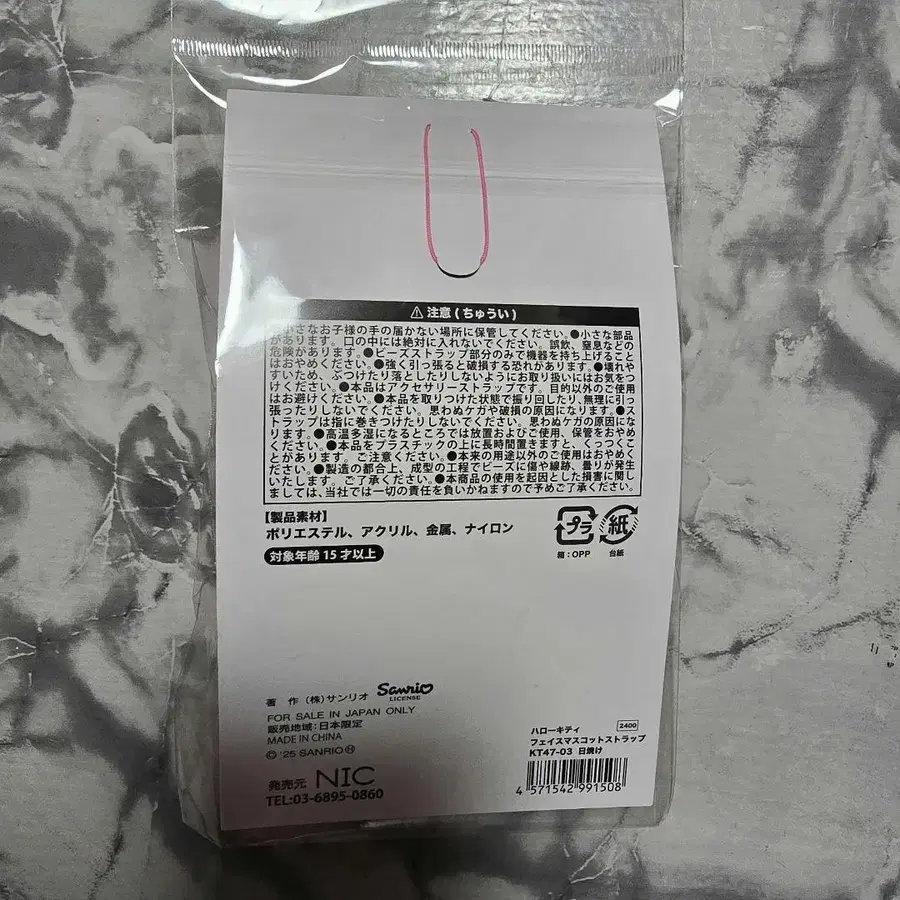 ⚠ 注意 ( ちゅうい )
小さなお子様の手の届かない場所に保管してください。●小さな部品
があります。口の中には絶対に入れないでください。誤飲、窒息などの
危険があります。●ビーズストラップ部分のみで機器を持ち上げること
はおやめください。●強く引っ張ると破損する恐れがあります。●壊れや
すいため、ぶつけたり落としたりしないようにお取り扱いにはお気をつ
けください。●本品はアクセサリーストラップです。目的以外のご使用
はお避けください。●本品を取りつけた状態で振り回したり、無理に引っ
張ったりしないでください。思わぬケガや破損の原因になります。●ス
トラップは指に巻きつけたりしないでください。思わぬケガの原因にな
ります。●高温多湿になるところでは放置およびご使用、保管をおやめ
ください。●本品をプラスチックの上に長時間置きますと、くっつくこ
とがあります。ご注意ください。●本来の用途以外のご使用はおやめくだ
さい。●製造の都合上、成型の工程でビーズに傷や線跡、曇りが発生
いたします。ご了承ください。●本商品の使用を起因とした損害に関し
ましては、当社では一切の責任を負いかねますので予めご了承ください。
【製品素材】
ポリエステル、アクリル、金属、ナイロン
対象年齢 15 才以上
プラ 紙
箱：OPP 台紙
著 作 (株)サンリオ Sanrio
LICENSE
FOR SALE IN JAPAN ONLY
販売地域：日本限定
MADE IN CHINA
© '25 SANRIO ®
発売元 NIC
TEL:03-6895-0860
ハローキティ 2400
フェイスマスコットストラップ
KT47-03 日焼け
4 571542 991508